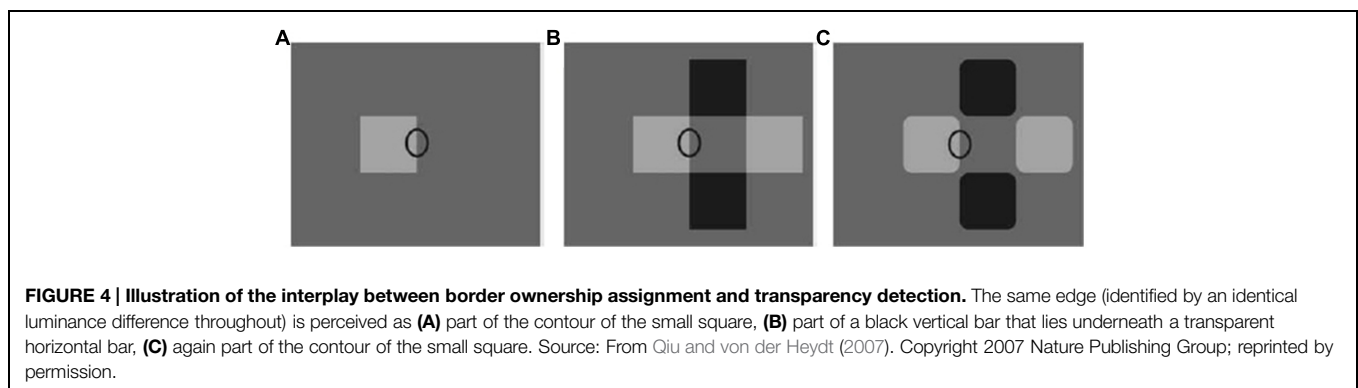 A B C
FIGURE 4 | Illustration of the interplay between border ownership assignment and transparency detection. The same edge (identified by an identical
luminance difference throughout) is perceived as (A) part of the contour of the small square, (B) part of a black vertical bar that lies underneath a transparent
horizontal bar, (C) again part of the contour of the small square. Source: From Qiu and von der Heydt (2007). Copyright 2007 Nature Publishing Group; reprinted by
permission.